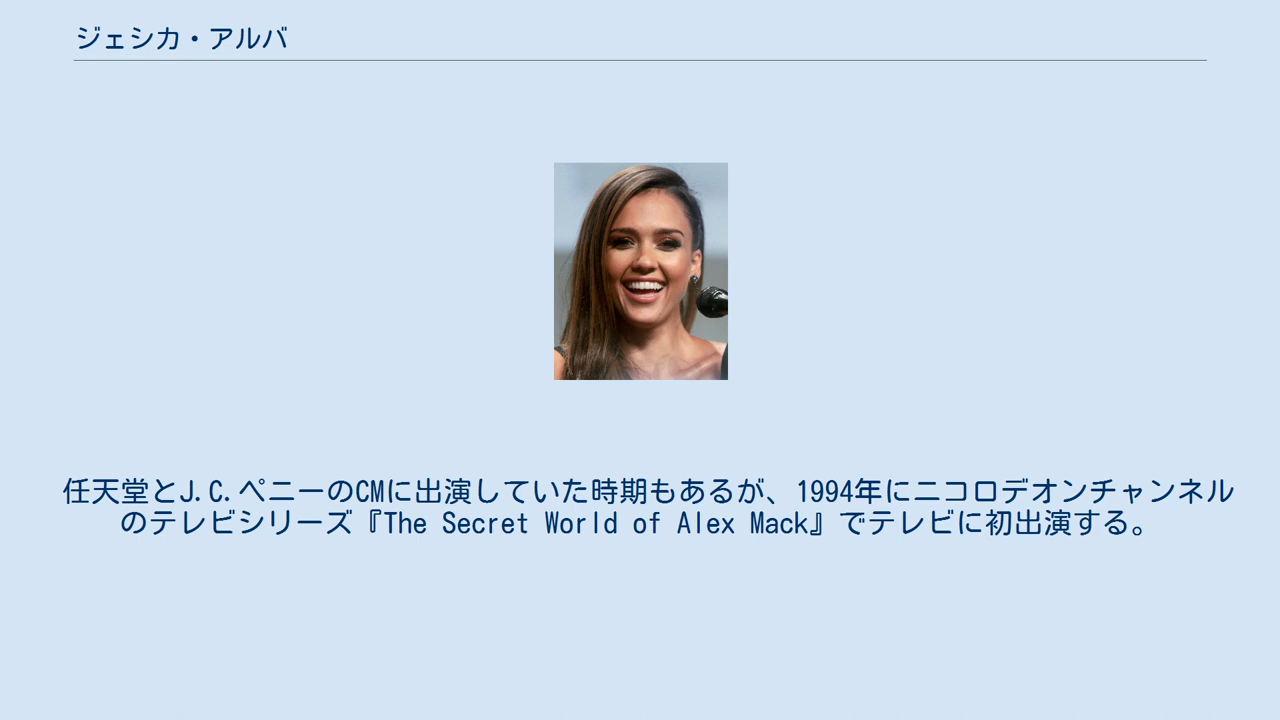 ジェシカ・アルバ
任天堂とJ.C.ペニーのCMに出演していた時期もあるが、1994年にニコロデオンチャンネル
のテレビシリーズ『The Secret World of Alex Mack』でテレビに初出演する。